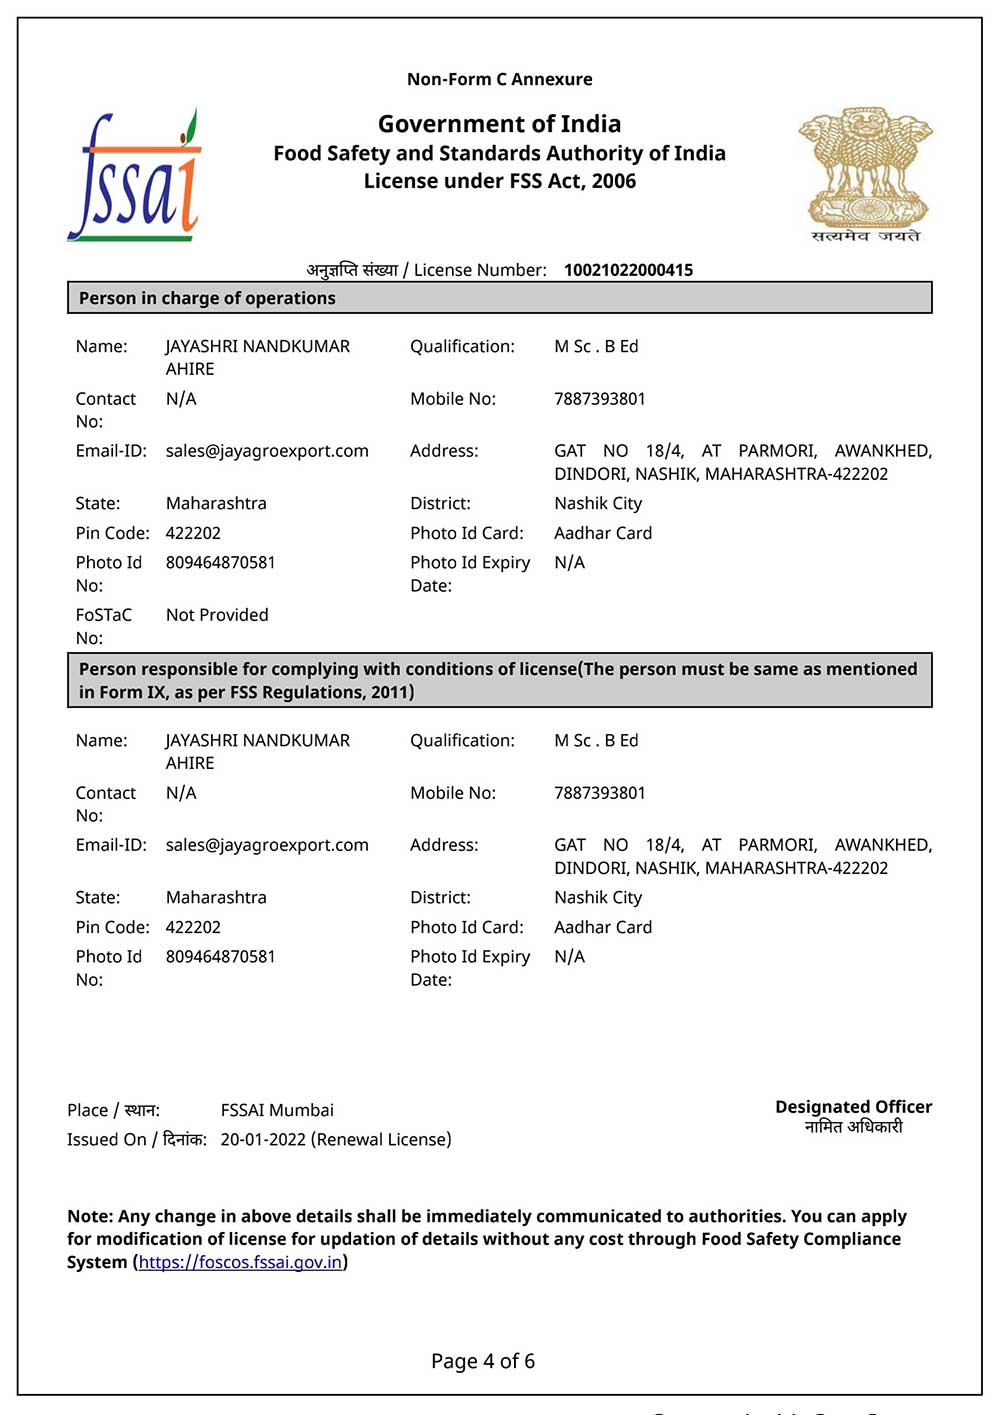 Non-Form C Annexure
fssai
Government of India
Food Safety and Standards Authority of India
License under FSS Act, 2006
सत्यमेव जयते
अनुज्ञप्ति संख्या / License Number: 10021022000415
Person in charge of operations
Name: JAYASHRI NANDKUMAR AHIRE Qualification: M Sc . B Ed
Contact No: N/A Mobile No: 7887393801
Email-ID: sales@jayagroexport.com Address: GAT NO 18/4, AT PARMORI, AWANKHED, DINDORI, NASHIK, MAHARASHTRA-422202
State: Maharashtra District: Nashik City
Pin Code: 422202 Photo Id Card: Aadhar Card
Photo Id No: 809464870581 Photo Id Expiry Date: N/A
FoSTaC No: Not Provided
Person responsible for complying with conditions of license(The person must be same as mentioned
in Form IX, as per FSS Regulations, 2011)
Name: JAYASHRI NANDKUMAR AHIRE Qualification: M Sc . B Ed
Contact No: N/A Mobile No: 7887393801
Email-ID: sales@jayagroexport.com Address: GAT NO 18/4, AT PARMORI, AWANKHED, DINDORI, NASHIK, MAHARASHTRA-422202
State: Maharashtra District: Nashik City
Pin Code: 422202 Photo Id Card: Aadhar Card
Photo Id No: 809464870581 Photo Id Expiry Date: N/A
Place / स्थान: FSSAI Mumbai
Issued On / दिनांक: 20-01-2022 (Renewal License)
Designated Officer
नामित अधिकारी
Note: Any change in above details shall be immediately communicated to authorities. You can apply
for modification of license for updation of details without any cost through Food Safety Compliance
System (https://foscos.fssai.gov.in)
Page 4 of 6